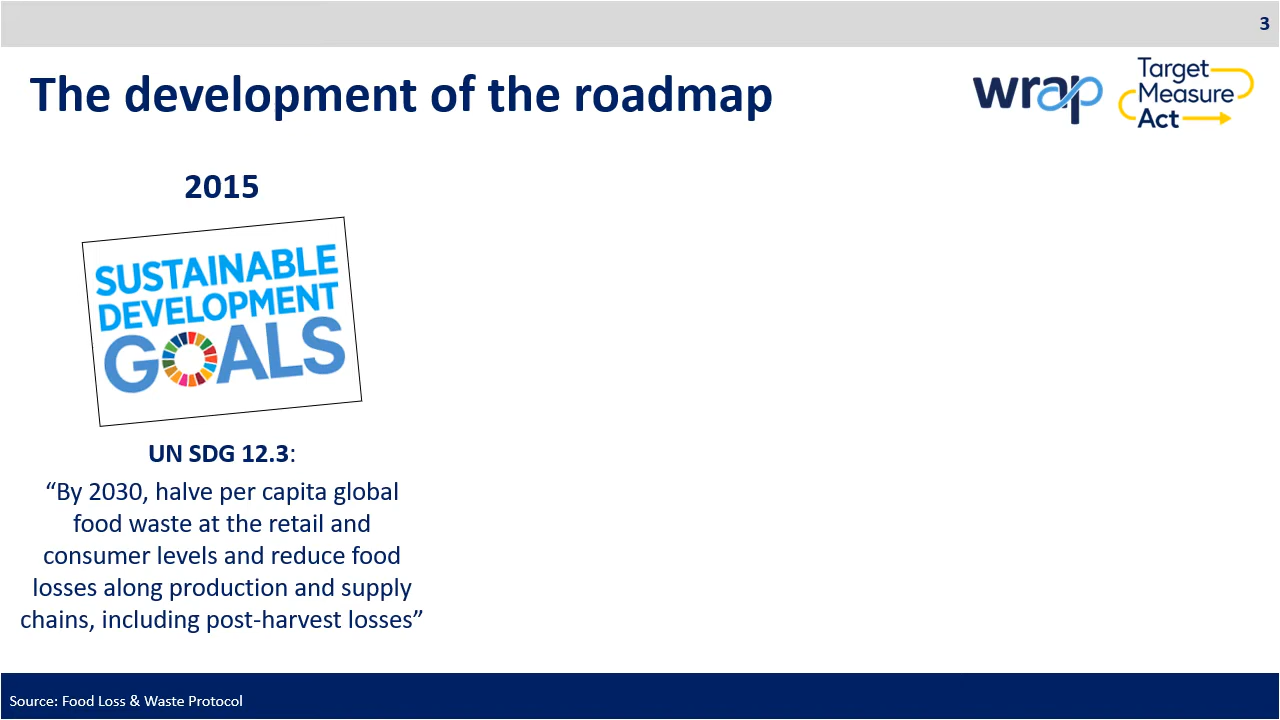 3
The development of the roadmap
wrap
Target
Measure
Act
2015
SUSTAINABLE
DEVELOPMENT
GOALS
UN SDG 12.3:
“By 2030, halve per capita global
food waste at the retail and
consumer levels and reduce food
losses along production and supply
chains, including post-harvest losses”
Source: Food Loss & Waste Protocol